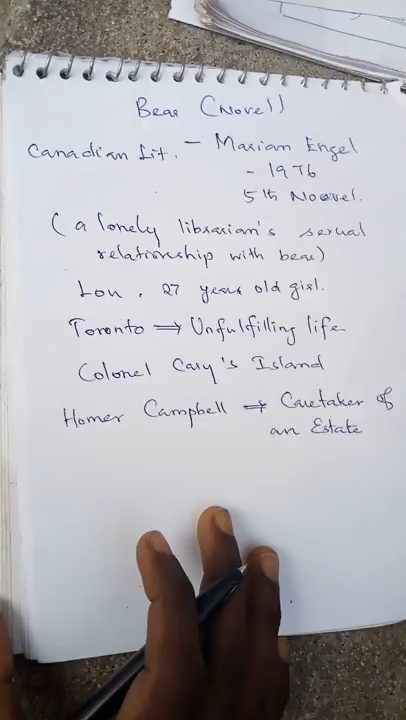 Bear (Novel)
Canadian Lit. - Marian Engel
- 1976
5th Noovel.
(a lonely librarian's sexual
relationship with bear)
Lou, 27 years old girl.
Toronto ⇒ Unfulfilling life
Colonel Cary's Island
Homer Campbell ⇒ Caretaker of
an Estate